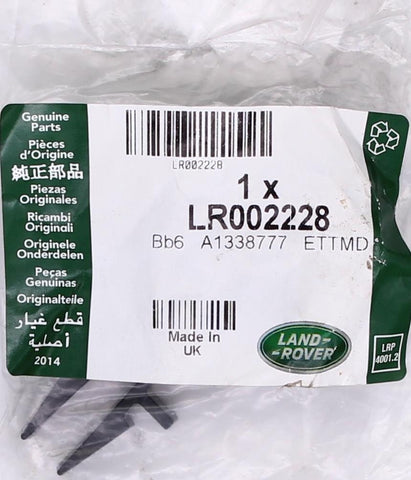 Genuine
Parts
Pièces
d'Origine
純正部品
Piezas
Originales
Ricambi
Originali
Originele
Onderdelen
Peças
Genuinas
Originalteile
قطع غيار
أصلية
2014
LR002228
1 x
LR002228
Bb6 A1338777 ETTMD
Made In
UK
LAND-
-ROVER
LRP
4001.2